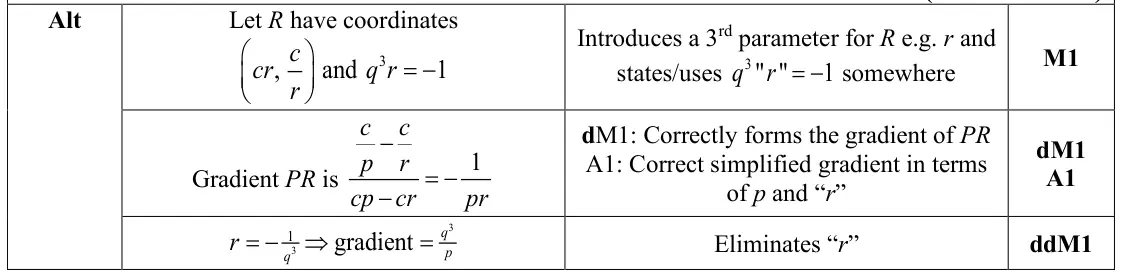 Alt
Let R have coordinates
(cr, c/r) and q³r = −1
Introduces a 3rd parameter for R e.g. r and
states/uses q³"r" = −1 somewhere
M1
Gradient PR is (c/p − c/r)/(cp − cr) = −1/pr
dM1: Correctly forms the gradient of PR
A1: Correct simplified gradient in terms
of p and “r”
dM1
A1
r = −1/q³ ⇒ gradient = q³/p
Eliminates “r”
ddM1